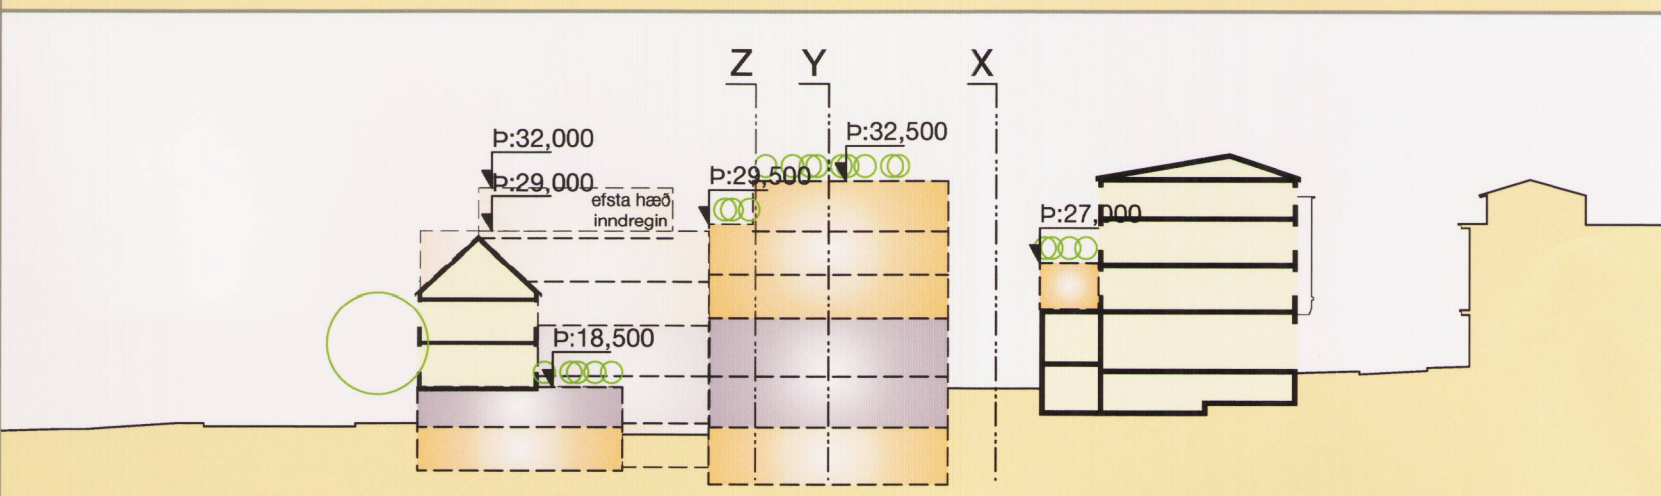 Z Y X
Þ:32,000
Þ:29,000
efsta hæð
inndregin
Þ:18,500
Þ:29,500
Þ:32,500
Þ:27,000